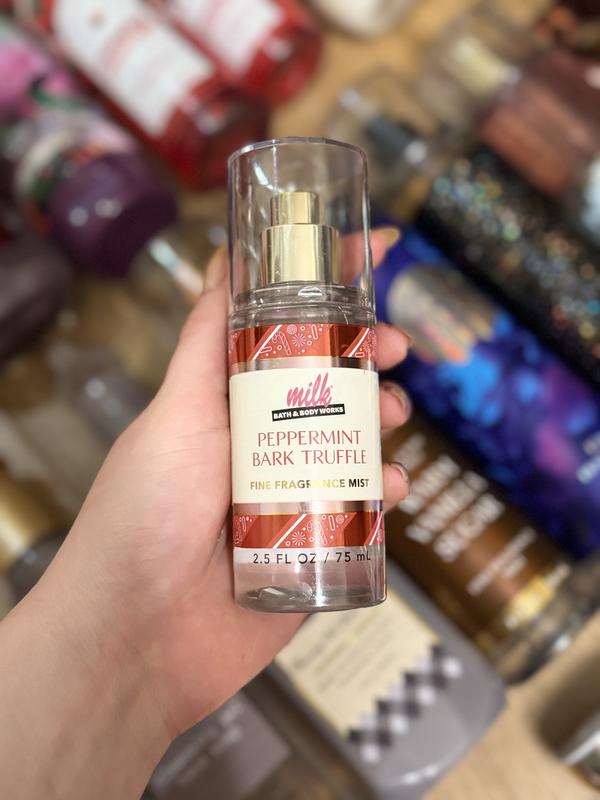 milk
BATH & BODY WORKS
PEPPERMINT
BARK TRUFFLE
FINE FRAGRANCE MIST
2.5 FL OZ / 75 mL